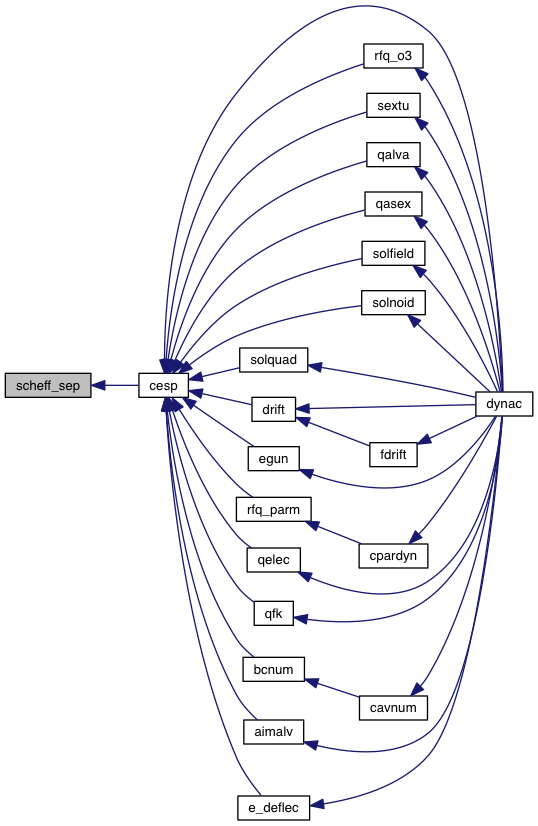 rfq_o3
sextu
qalva
qasex
solfield
solnoid
solquad
scheff_sep
cesp
dynac
drift
fdrift
egun
rfq_parm
cpardyn
qelec
qfk
bcnum
cavnum
aimalv
e_deflec